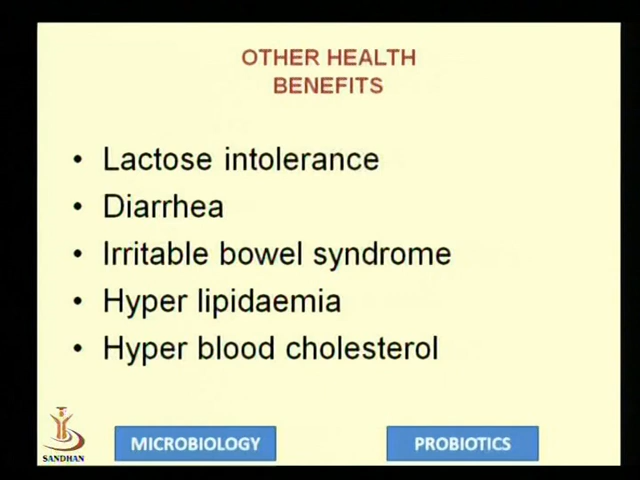 OTHER HEALTH
BENEFITS
• Lactose intolerance
• Diarrhea
• Irritable bowel syndrome
• Hyper lipidaemia
• Hyper blood cholesterol
SANDHAN
MICROBIOLOGY
PROBIOTICS